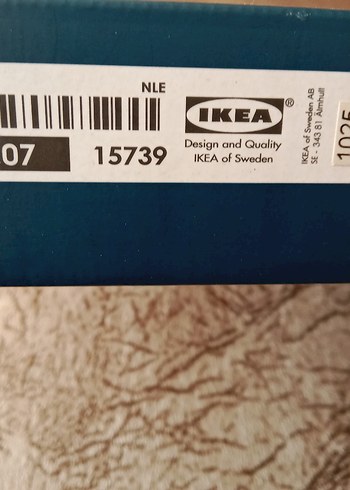 NLE
.07
15739
IKEA®
Design and Quality
IKEA of Sweden
IKEA of Sweden AB
SE - 343 81 Älmhult
1025